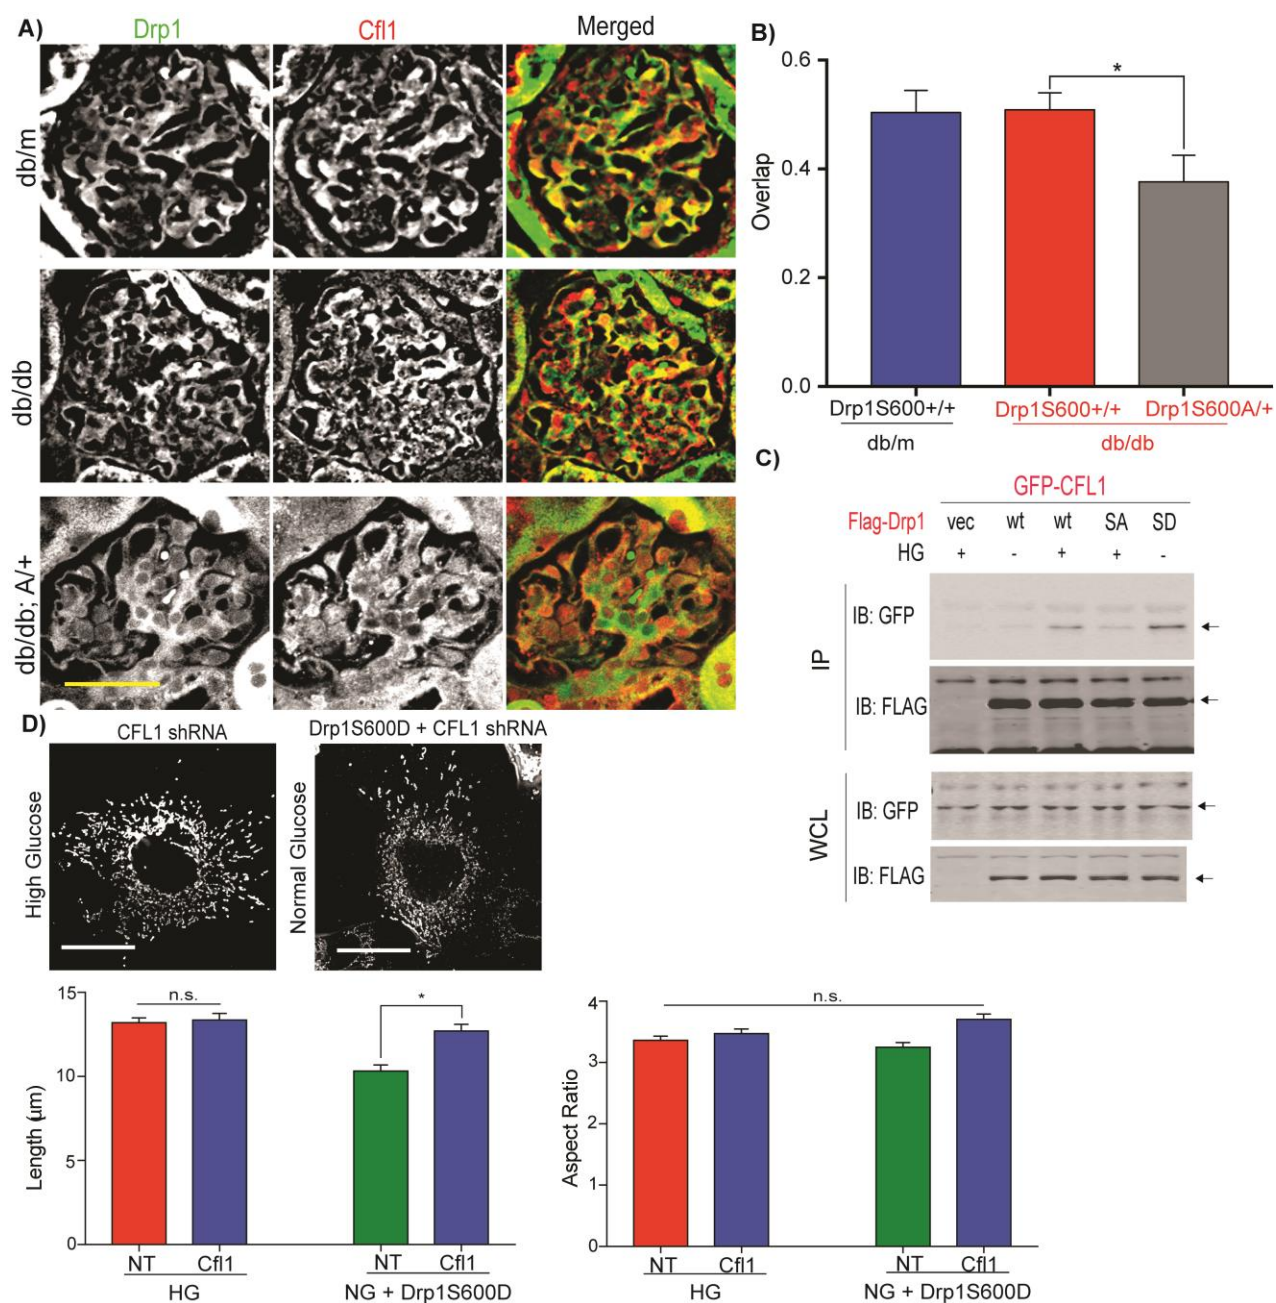 A)
Drp1
Cfl1
Merged
db/m
db/db
db/db; A/+
B)
0.6
0.4
0.2
0.0
Overlap
*
Drp1S600+/+
Drp1S600+/+
Drp1S600A/+
db/m
db/db
C)
GFP-CFL1
Flag-Drp1 vec wt wt SA SD
HG + - + + -
IP
IB: GFP
IB: FLAG
WCL
IB: GFP
IB: FLAG
D)
CFL1 shRNA
Drp1S600D + CFL1 shRNA
High Glucose
Normal Glucose
15
10
5
0
Length (µm)
n.s.
*
NT Cfl1 NT Cfl1
HG NG + Drp1S600D
4
3
2
1
0
Aspect Ratio
n.s.
NT Cfl1 NT Cfl1
HG NG + Drp1S600D